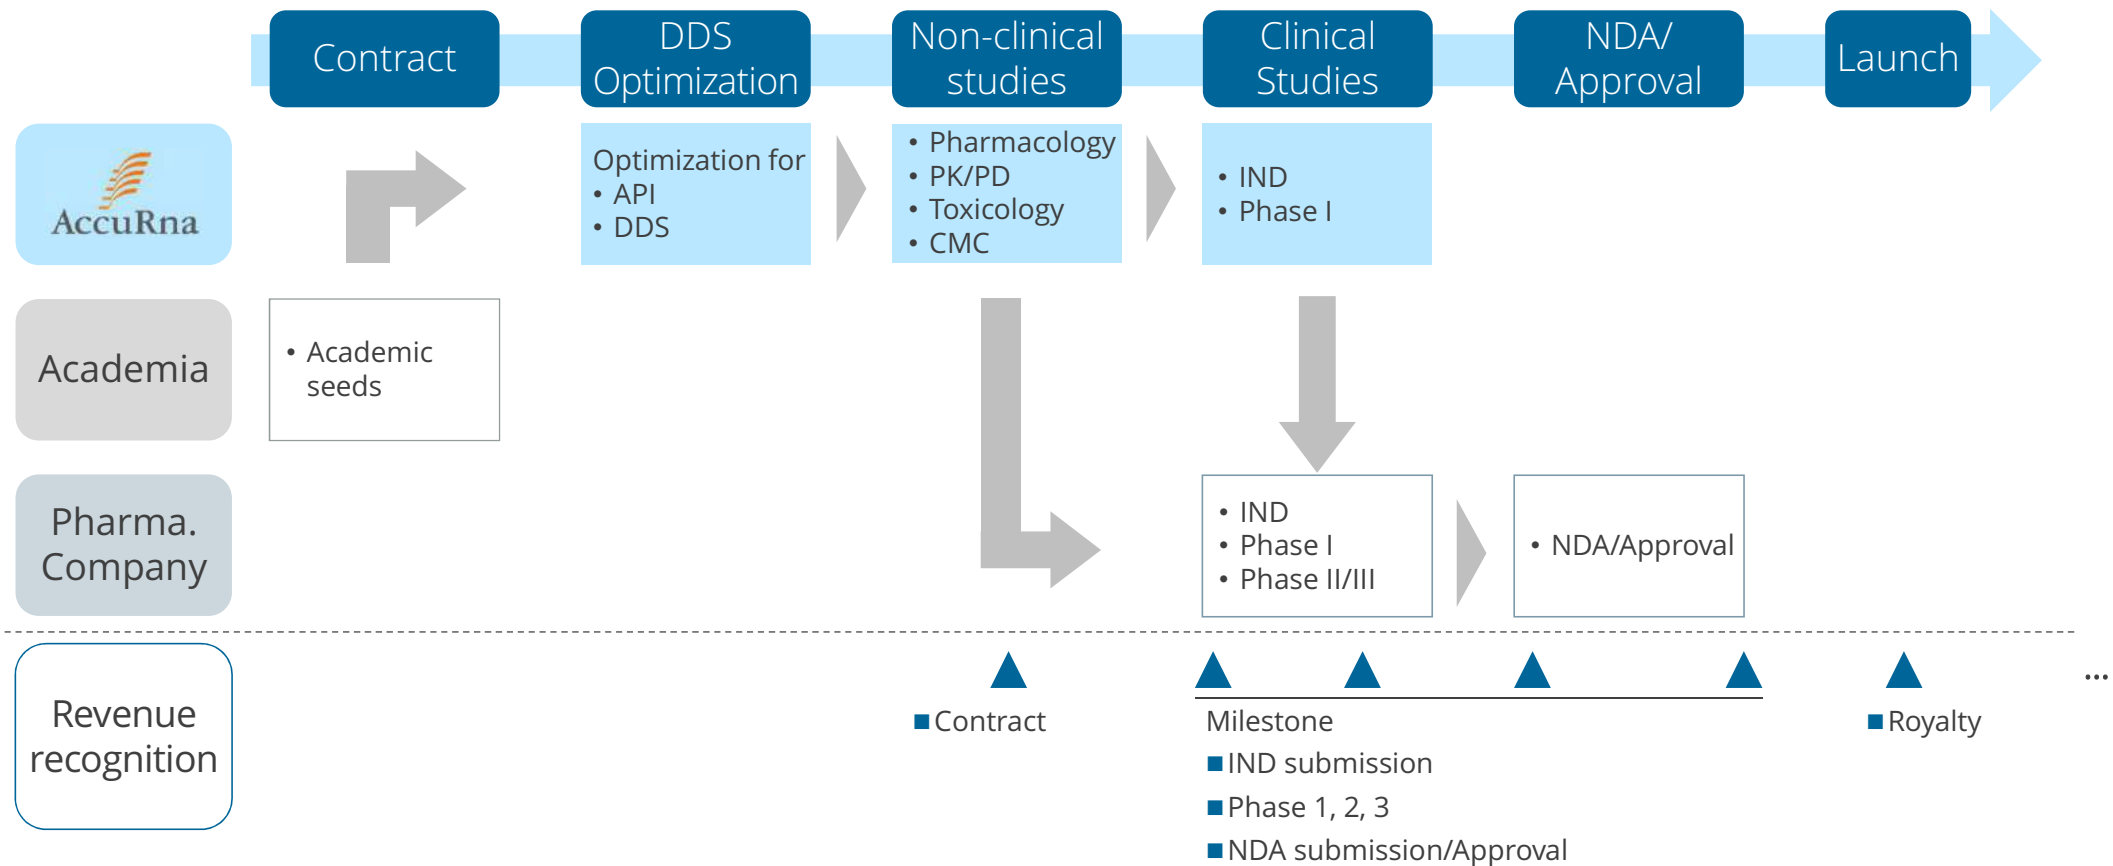 Contract
DDS
Optimization
Non-clinical
studies
Clinical
Studies
NDA/
Approval
Launch
AccuRna
Optimization for
• API
• DDS
• Pharmacology
• PK/PD
• Toxicology
• CMC
• IND
• Phase I
Academia
• Academic
seeds
Pharma.
Company
• IND
• Phase I
• Phase II/III
• NDA/Approval
Revenue
recognition
■ Contract
Milestone
■ IND submission
■ Phase 1, 2, 3
■ NDA submission/Approval
■ Royalty
...